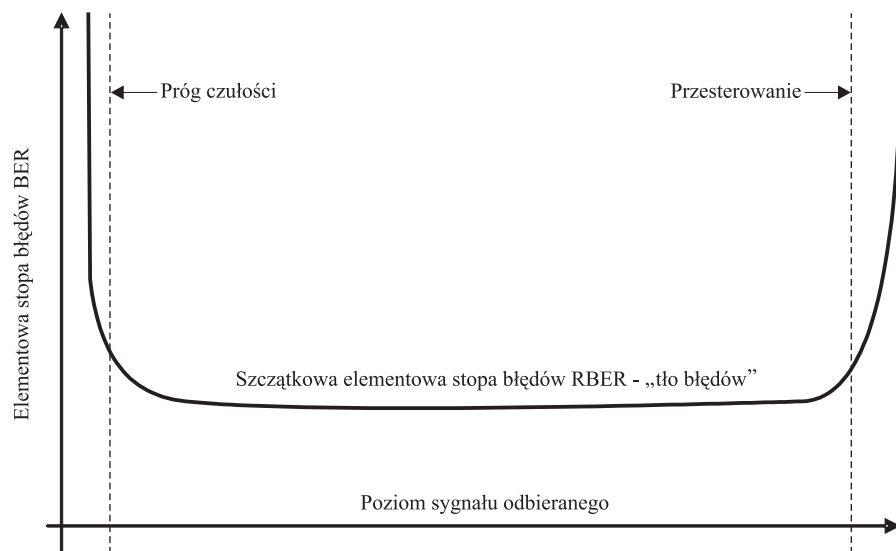 Próg czułości
Przesterowanie
Elementowa stopa błędów BER
Szczątkowa elementowa stopa błędów RBER - „tło błędów”
Poziom sygnału odbieranego